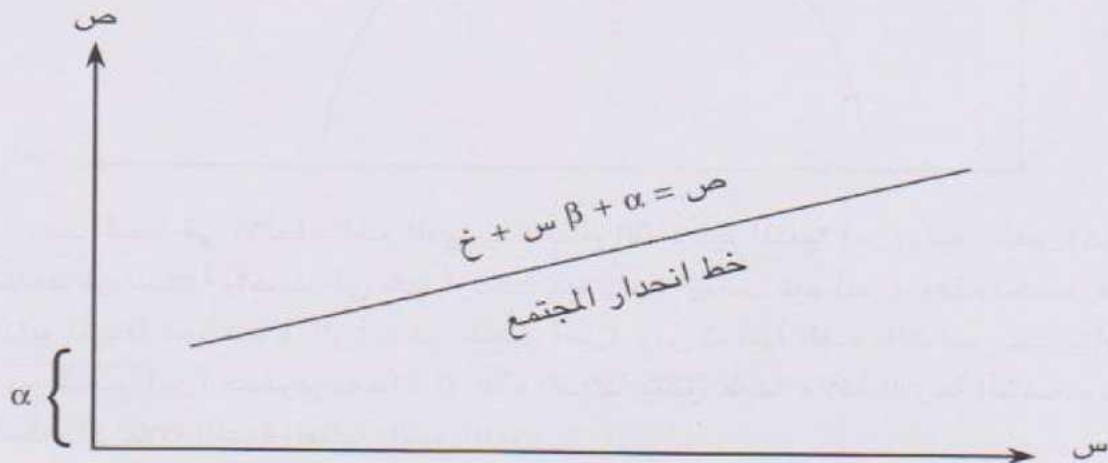 ص
ص = α + β س + خ
خط انحدار المجتمع
α
س